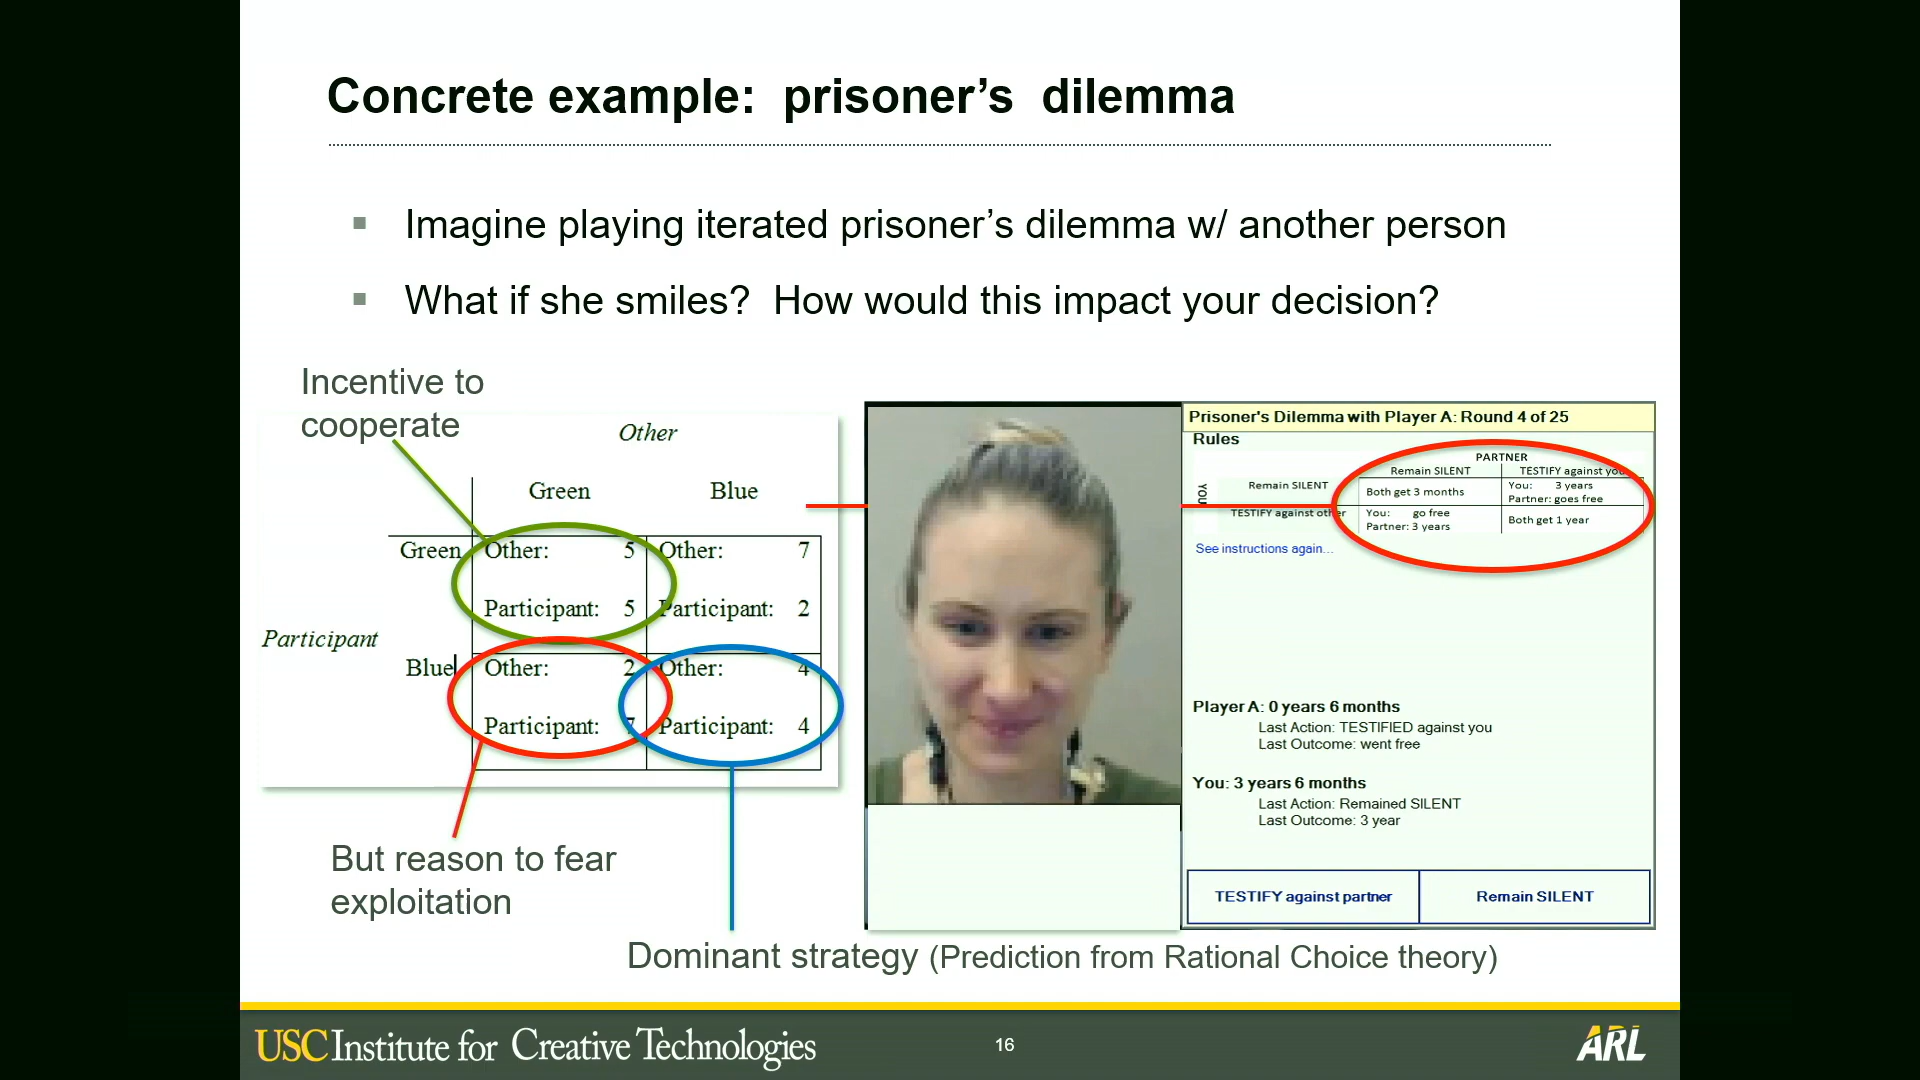 Concrete example: prisoner's dilemma
Imagine playing iterated prisoner's dilemma w/ another person
What if she smiles? How would this impact your decision?
Incentive to
cooperate
Other
Green Blue
Green Other: 5 Other: 7
Participant: 5 Participant: 2
Participant
Blue Other: 2 Other: 4
Participant: 7 Participant: 4
But reason to fear
exploitation
Dominant strategy (Prediction from Rational Choice theory)
Prisoner's Dilemma with Player A: Round 4 of 25
Rules
PARTNER
Remain SILENT TESTIFY against you
YOU
Remain SILENT Both get 3 months You: 3 years
Partner: goes free
TESTIFY against other You: go free Both get 1 year
Partner: 3 years
See instructions again...
Player A: 0 years 6 months
Last Action: TESTIFIED against you
Last Outcome: went free
You: 3 years 6 months
Last Action: Remained SILENT
Last Outcome: 3 year
TESTIFY against partner Remain SILENT
USC Institute for Creative Technologies
16
ARL